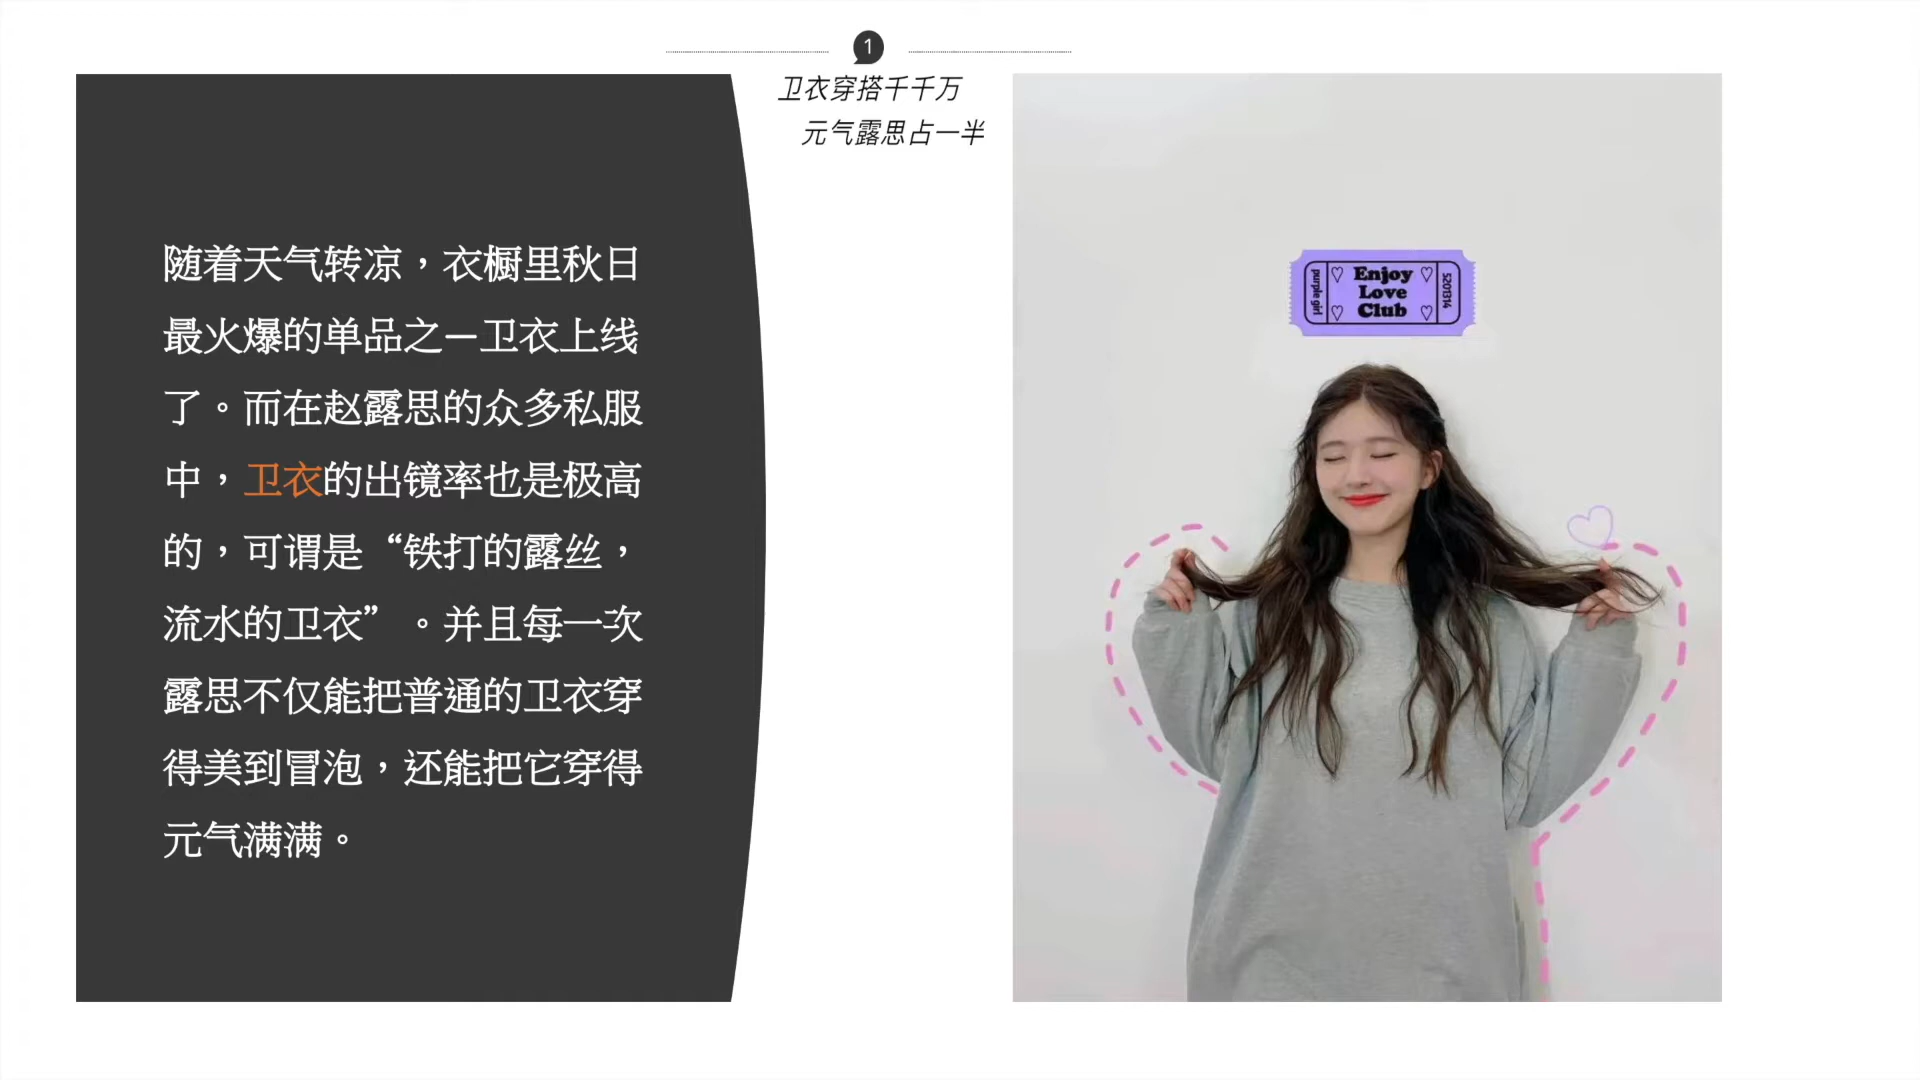 1
卫衣穿搭千千万
元气露思占一半
随着天气转凉，衣橱里秋日
最火爆的单品之一卫衣上线
了。而在赵露思的众多私服
中，卫衣的出镜率也是极高
的，可谓是“铁打的露丝，
流水的卫衣”。并且每一次
露思不仅能把普通的卫衣穿
得美到冒泡，还能把它穿得
元气满满。
purple girl
Enjoy
Love
Club
5201314